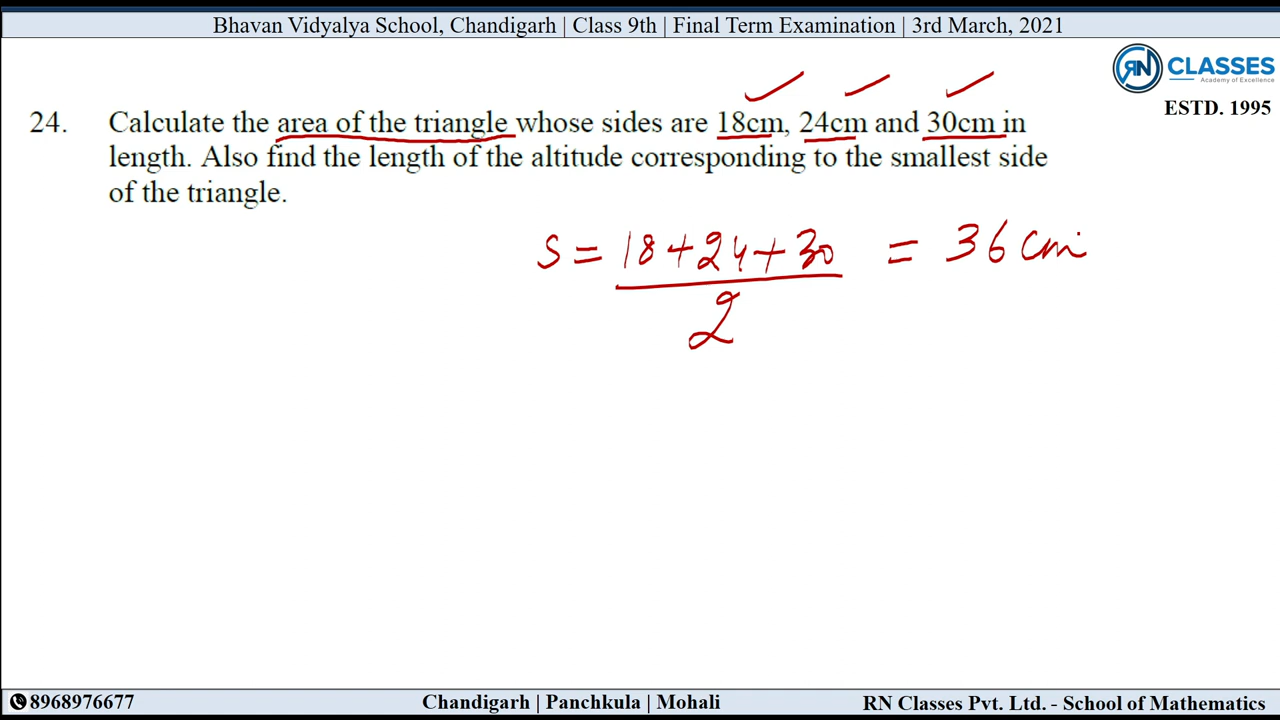 Bhavan Vidyalya School, Chandigarh | Class 9th | Final Term Examination | 3rd March, 2021
RN CLASSES
Academy of Excellence
ESTD. 1995
24. Calculate the area of the triangle whose sides are 18cm, 24cm and 30cm in
length. Also find the length of the altitude corresponding to the smallest side
of the triangle.
S = 18+24+30 = 36 cm
2
8968976677
Chandigarh | Panchkula | Mohali
RN Classes Pvt. Ltd. - School of Mathematics